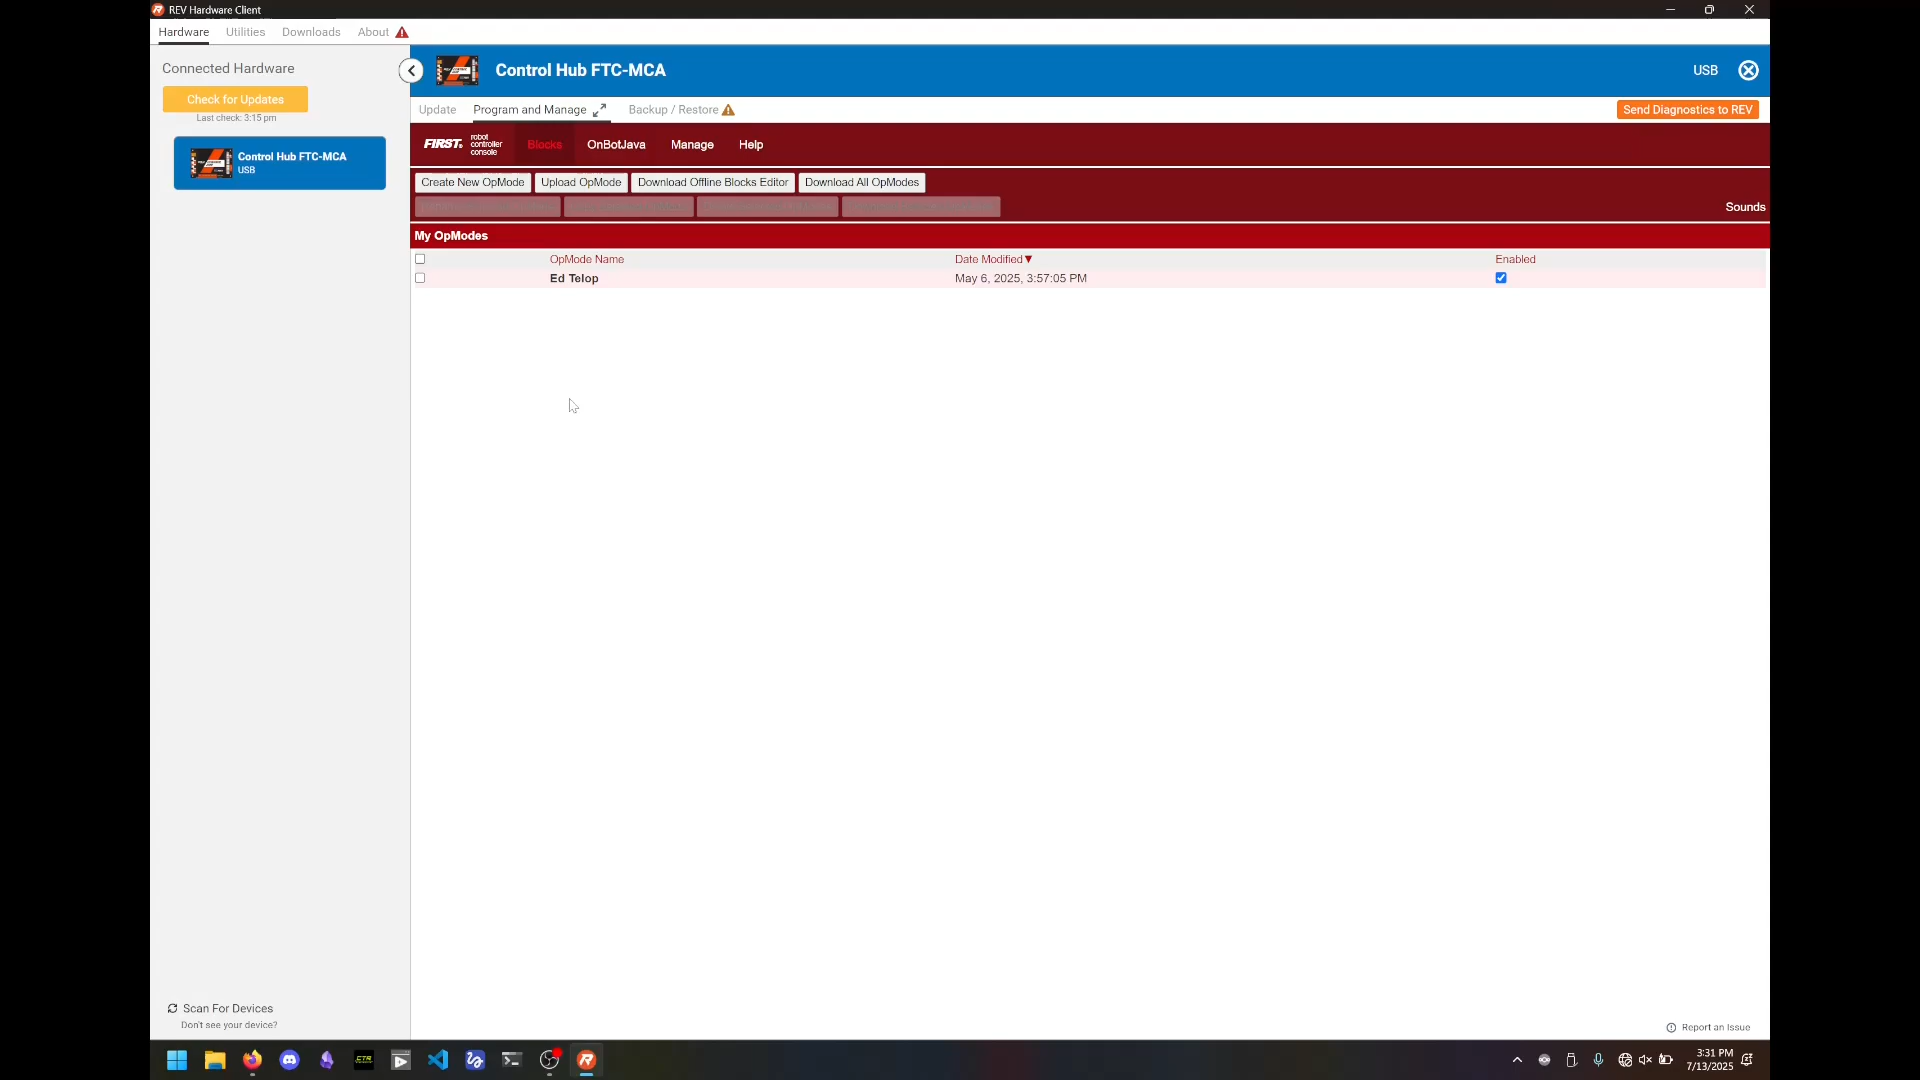 REV Hardware Client
Hardware Utilities Downloads About
Connected Hardware
Check for Updates
Last check: 3:15 pm
Control Hub FTC-MCA
USB
Control Hub FTC-MCA
USB
Update Program and Manage Backup / Restore
Send Diagnostics to REV
FIRST. robot controller console
Blocks OnBotJava Manage Help
Create New OpMode Upload OpMode Download Offline Blocks Editor Download All OpModes
Sounds
My OpModes
OpMode Name Date Modified▼ Enabled
Ed Telop May 6, 2025, 3:57:05 PM
Scan For Devices
Don't see your device?
Report an Issue
CTR
3:31 PM
7/13/2025